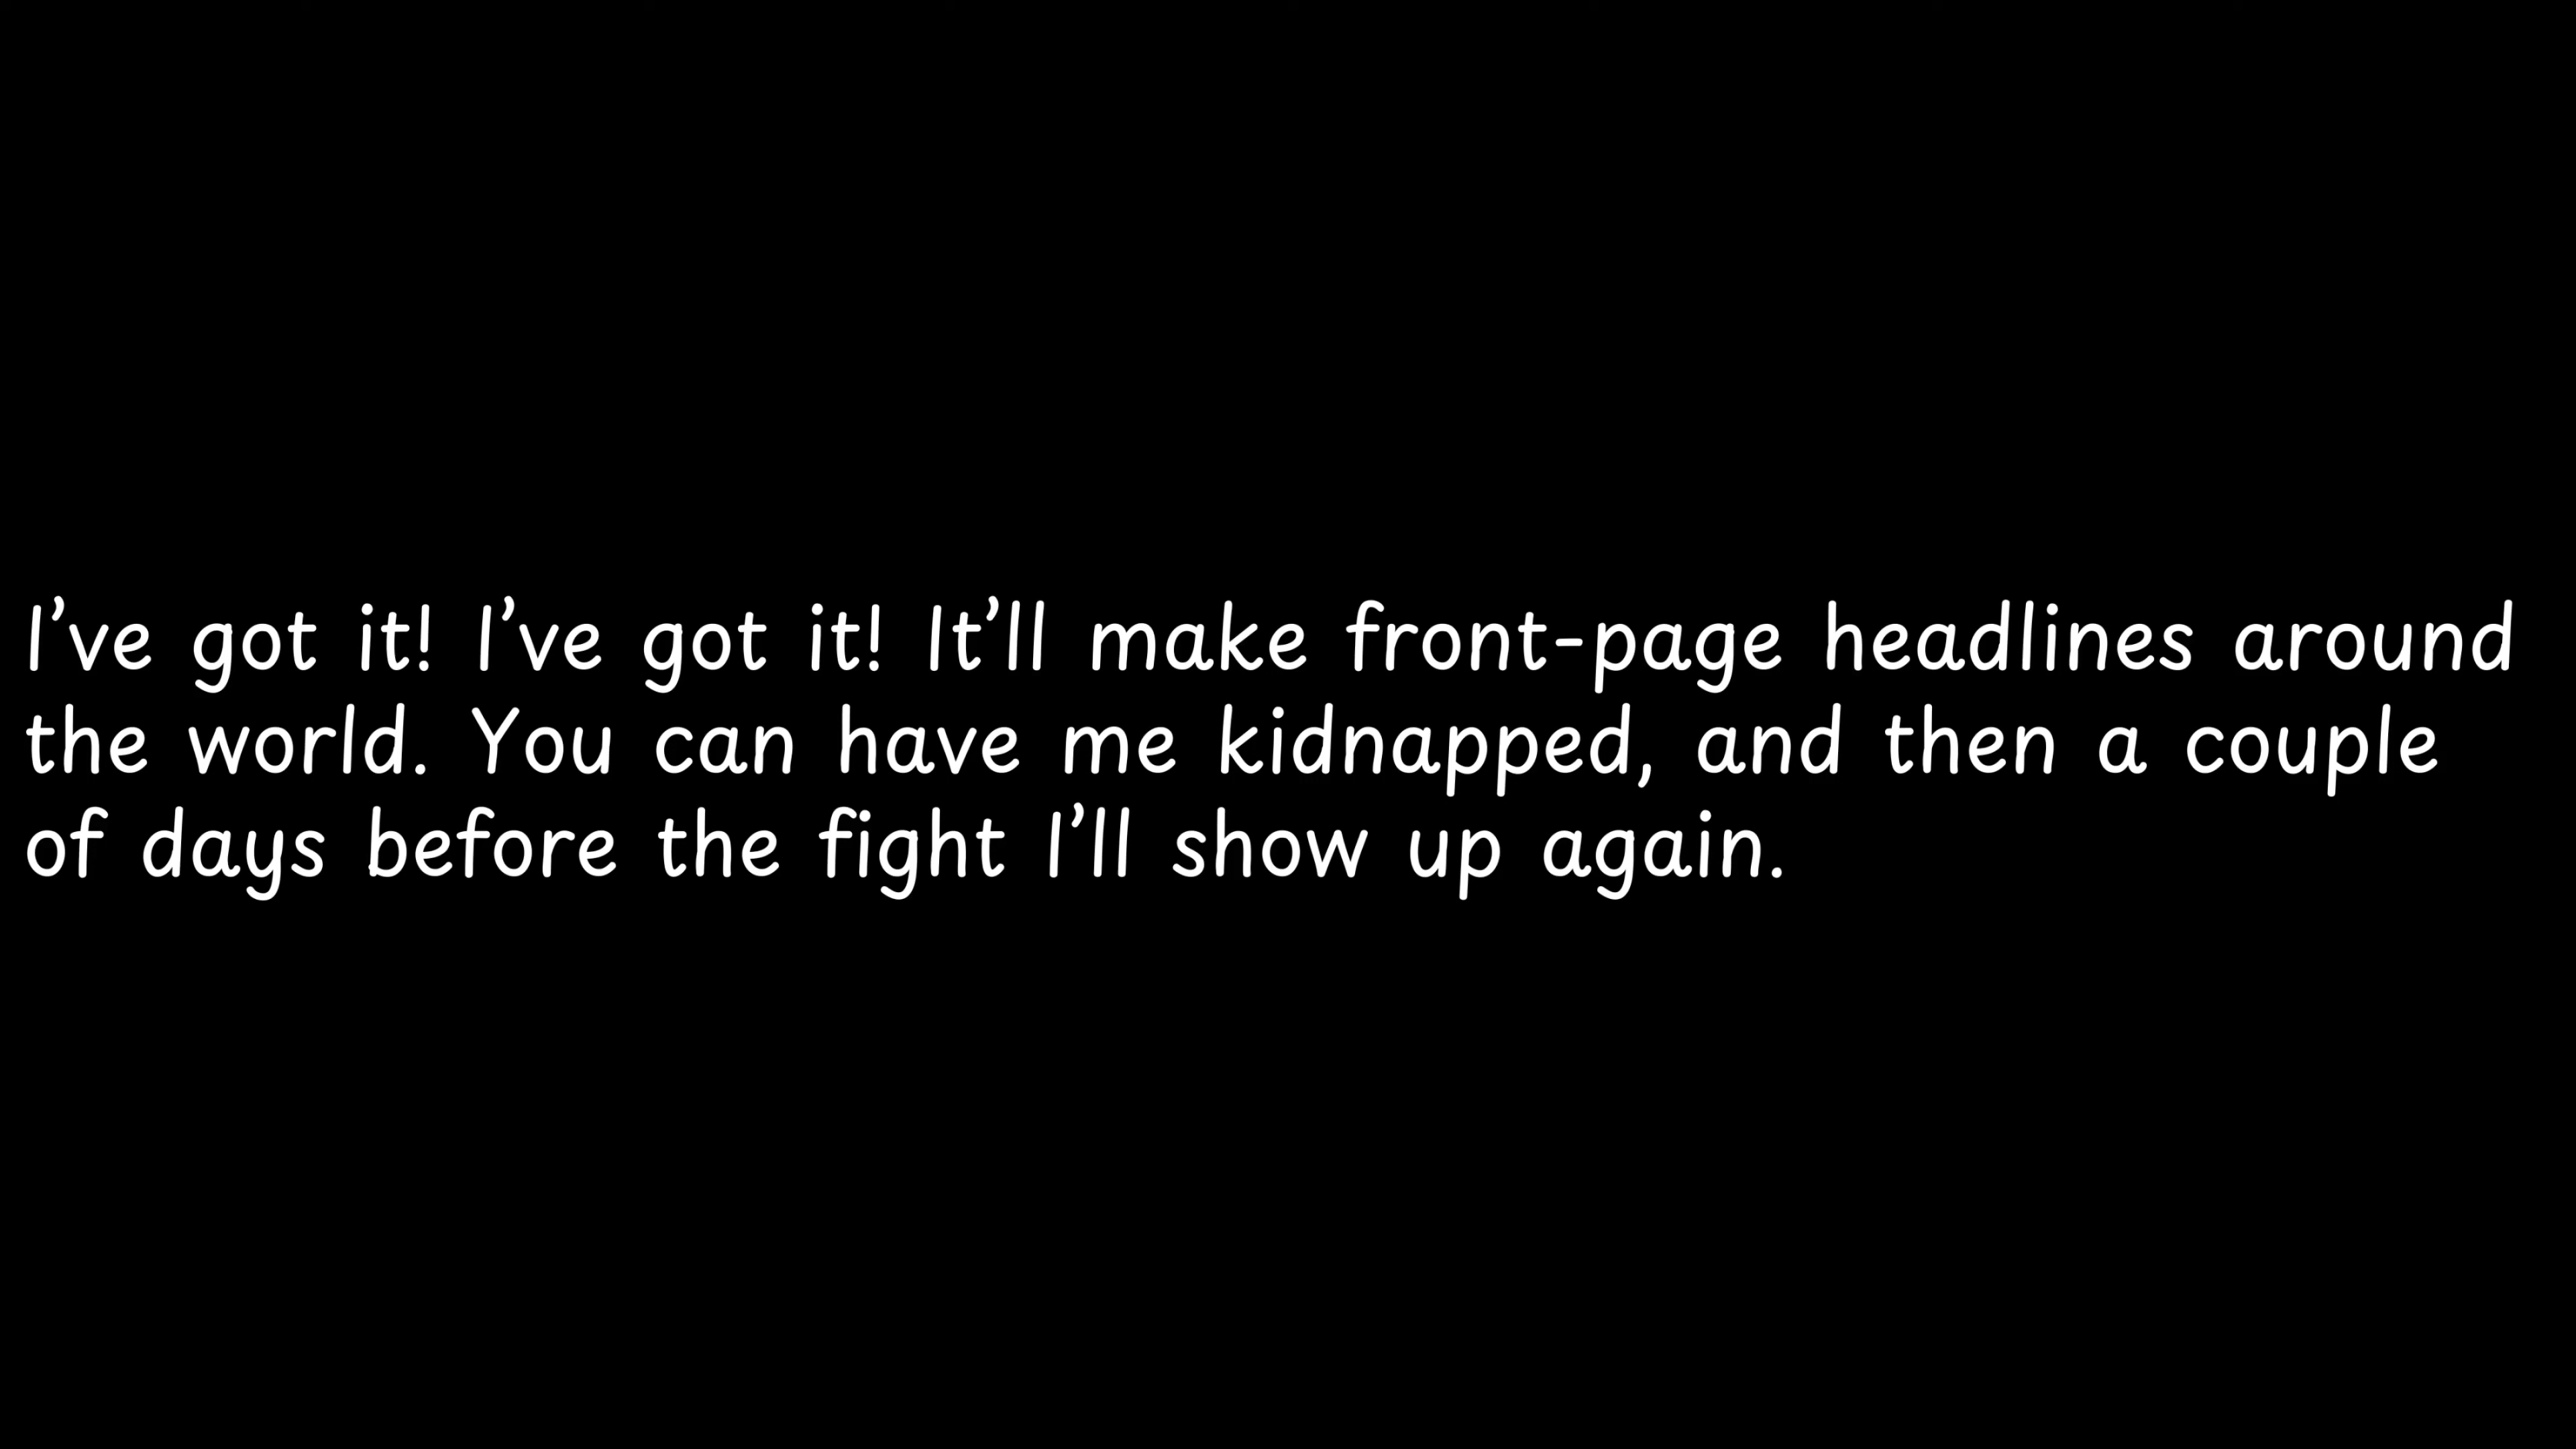 I’ve got it! I’ve got it! It’ll make front-page headlines around
the world. You can have me kidnapped, and then a couple
of days before the fight I’ll show up again.